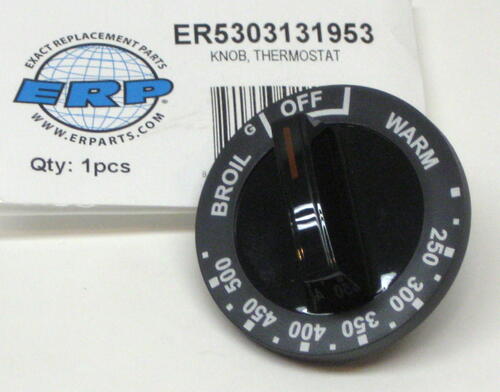 EXACT REPLACEMENT PARTS
ERP
WWW.ERPARTS.COM
Qty: 1pcs
ER5303131953
KNOB, THERMOSTAT
OFF
WARM
250
300
350
400
450
500
BROIL
G